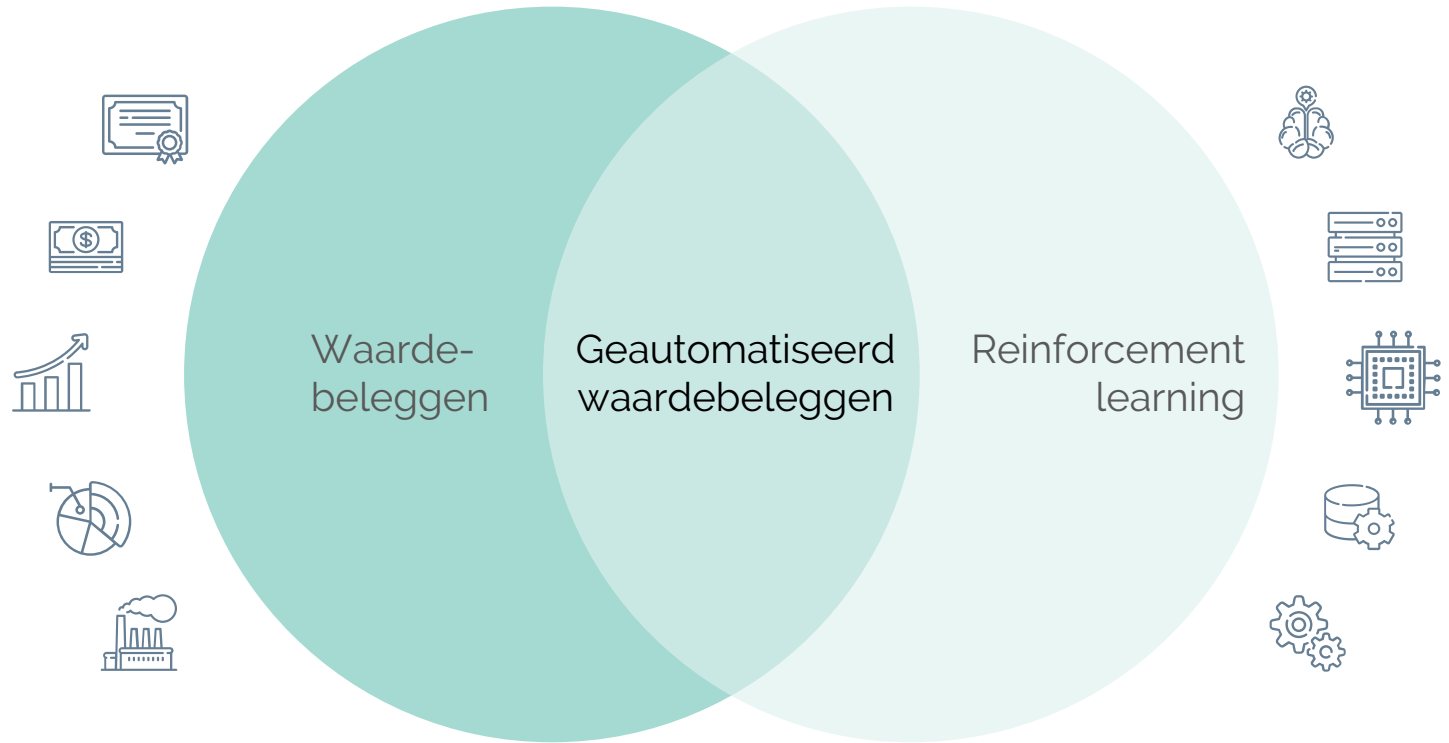 Waarde-
beleggen
Geautomatiseerd
waardebeleggen
Reinforcement
learning
$